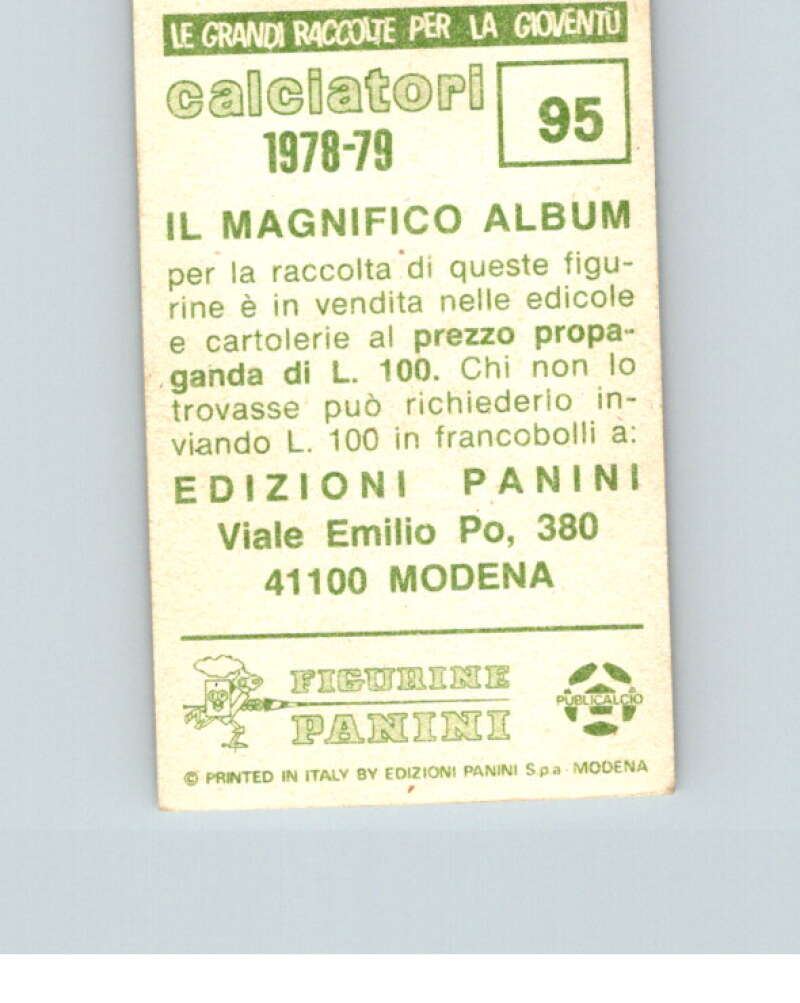 LE GRANDI RACCOLTE PER LA GIOVENTÙ
calciatori
1978-79
95
IL MAGNIFICO ALBUM
per la raccolta di queste figu-
rine è in vendita nelle edicole
e cartolerie al prezzo propa-
ganda di L. 100. Chi non lo
trovasse può richiederlo in-
viando L. 100 in francobolli a:
EDIZIONI PANINI
Viale Emilio Po, 380
41100 MODENA
FIGURINE
PANINI
PUBLICALCIO
© PRINTED IN ITALY BY EDIZIONI PANINI S.p.a - MODENA